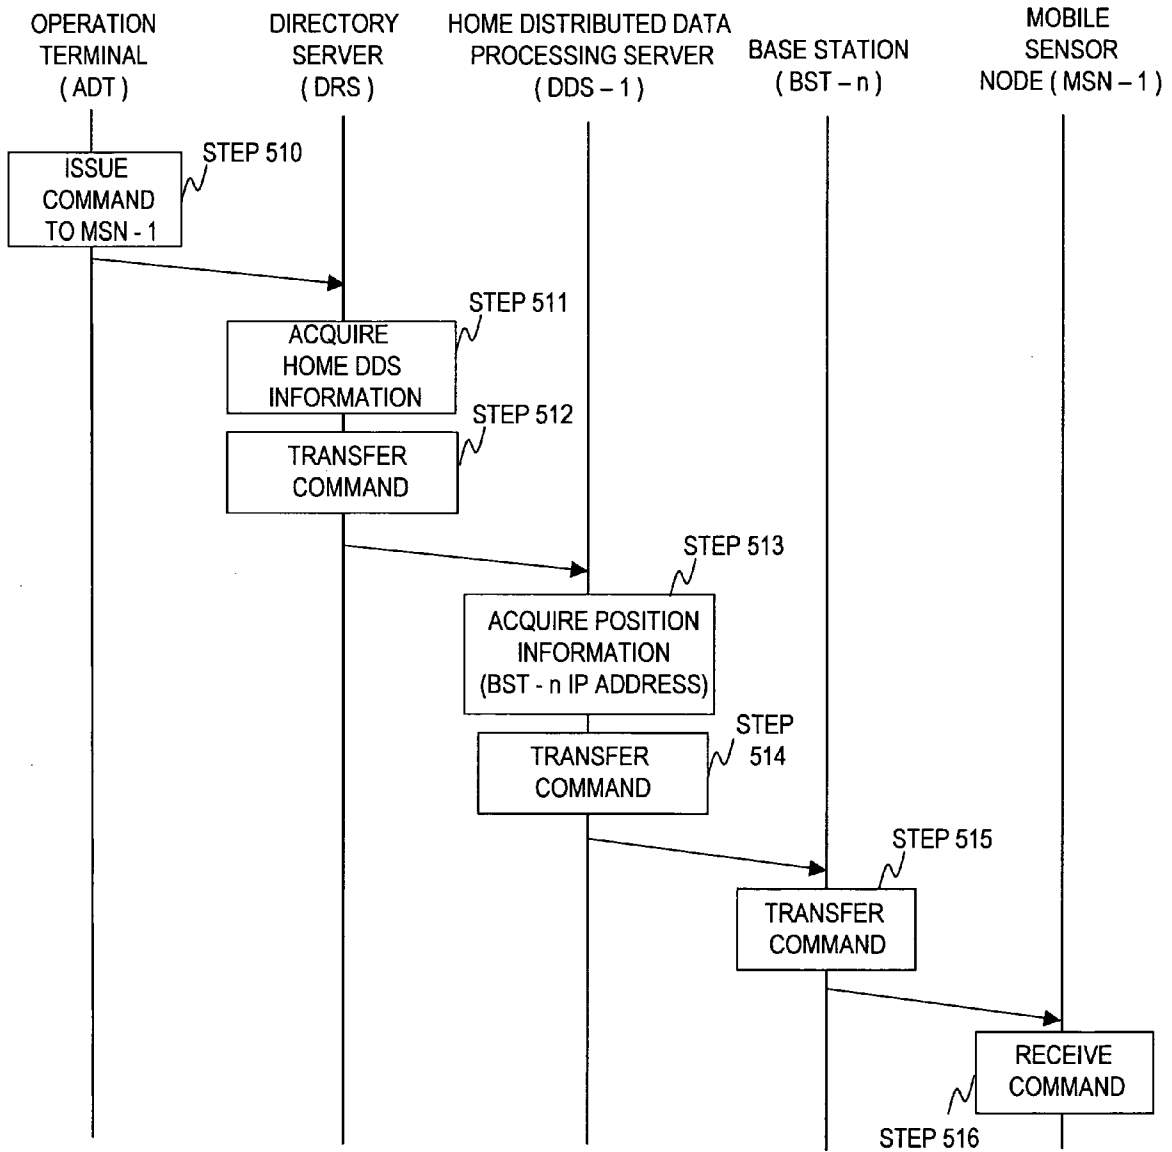 OPERATION
TERMINAL
( ADT )
DIRECTORY
SERVER
( DRS )
HOME DISTRIBUTED DATA
PROCESSING SERVER
( DDS – 1 )
BASE STATION
( BST – n )
MOBILE
SENSOR
NODE ( MSN – 1 )
STEP 510
ISSUE
COMMAND
TO MSN - 1
STEP 511
ACQUIRE
HOME DDS
INFORMATION
STEP 512
TRANSFER
COMMAND
STEP 513
ACQUIRE POSITION
INFORMATION
(BST - n IP ADDRESS)
STEP
514
TRANSFER
COMMAND
STEP 515
TRANSFER
COMMAND
RECEIVE
COMMAND
STEP 516